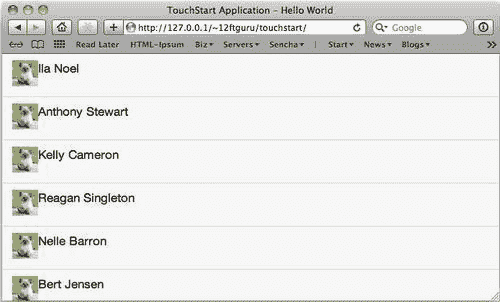 TouchStart Application - Hello World
http://127.0.0.1/~12ftguru/touchstart/
Google
Read Later HTML-Ipsum Biz Servers Sencha Start News Blogs
Ila Noel
Anthony Stewart
Kelly Cameron
Reagan Singleton
Nelle Barron
Bert Jensen